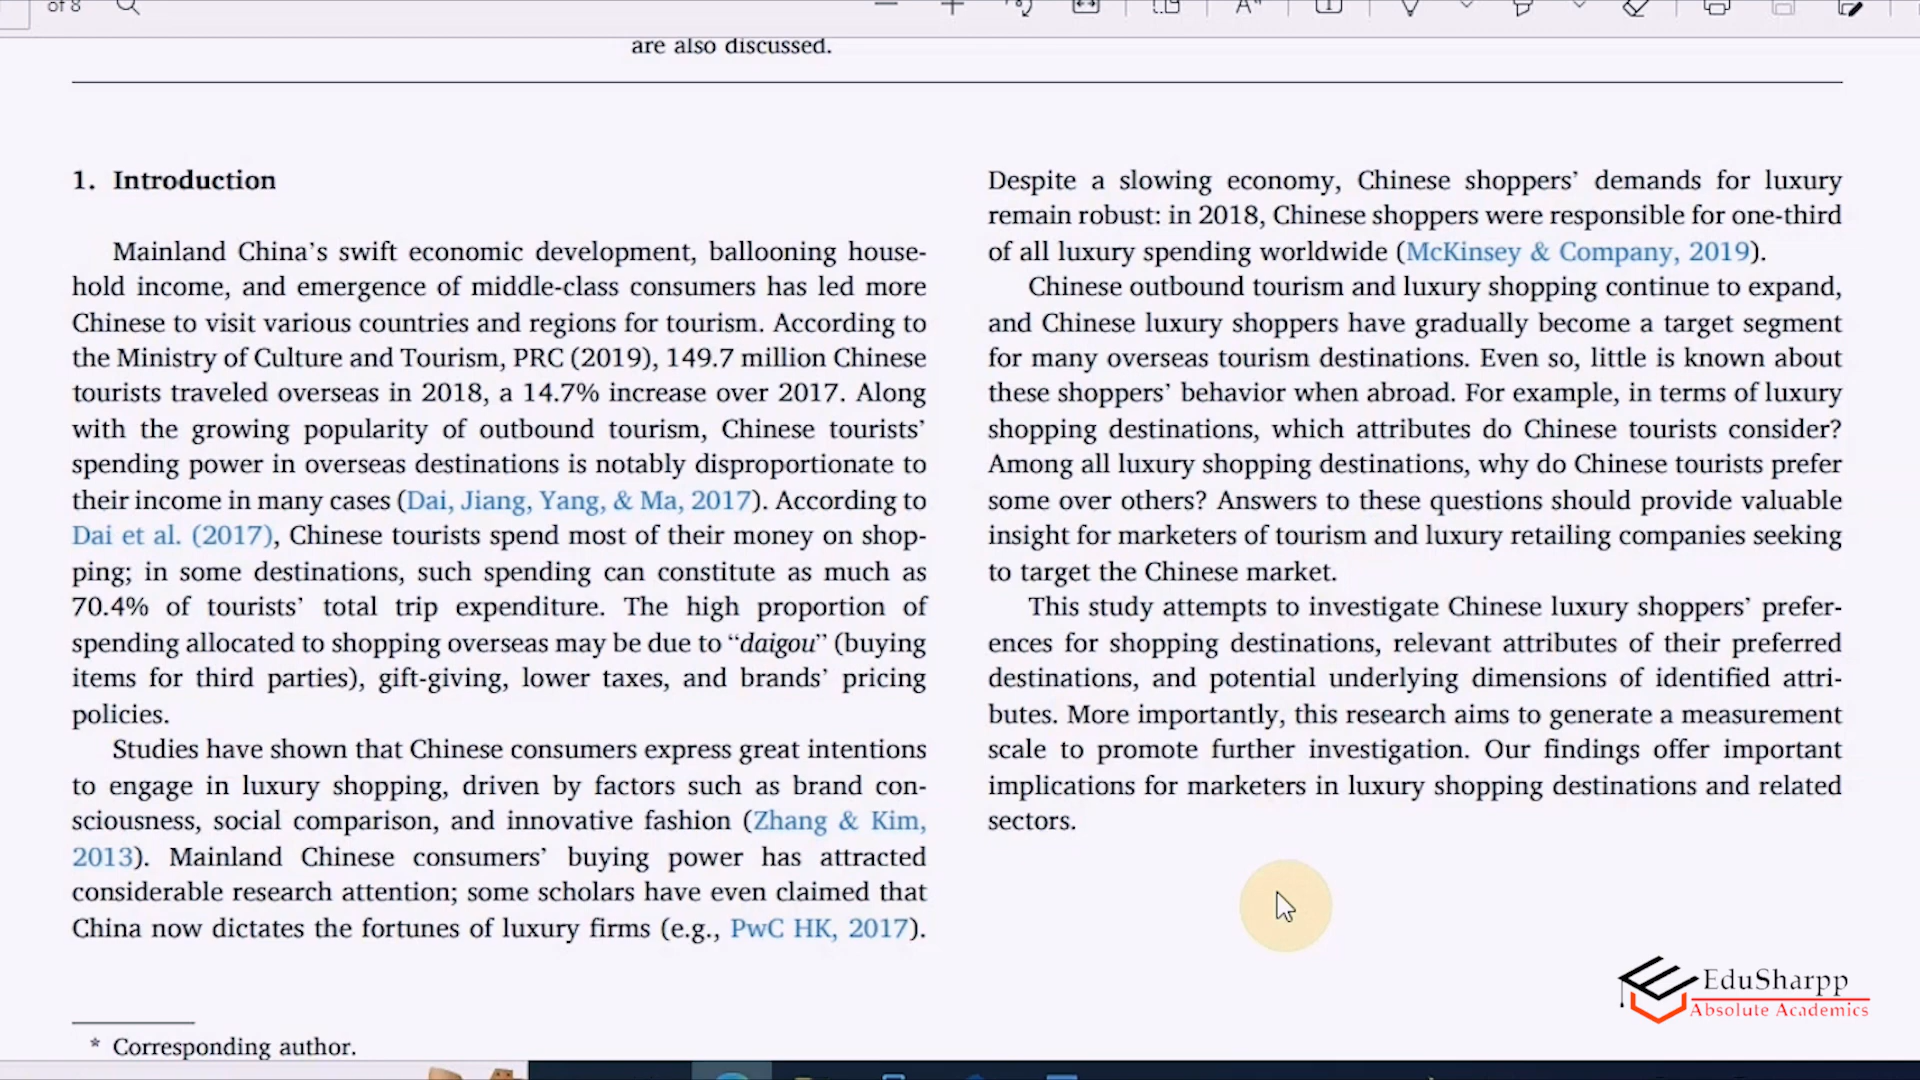 of 8
are also discussed.
1. Introduction
Mainland China’s swift economic development, ballooning house-
hold income, and emergence of middle-class consumers has led more
Chinese to visit various countries and regions for tourism. According to
the Ministry of Culture and Tourism, PRC (2019), 149.7 million Chinese
tourists traveled overseas in 2018, a 14.7% increase over 2017. Along
with the growing popularity of outbound tourism, Chinese tourists’
spending power in overseas destinations is notably disproportionate to
their income in many cases (Dai, Jiang, Yang, & Ma, 2017). According to
Dai et al. (2017), Chinese tourists spend most of their money on shop-
ping; in some destinations, such spending can constitute as much as
70.4% of tourists’ total trip expenditure. The high proportion of
spending allocated to shopping overseas may be due to “daigou” (buying
items for third parties), gift-giving, lower taxes, and brands’ pricing
policies.
Studies have shown that Chinese consumers express great intentions
to engage in luxury shopping, driven by factors such as brand con-
sciousness, social comparison, and innovative fashion (Zhang & Kim,
2013). Mainland Chinese consumers’ buying power has attracted
considerable research attention; some scholars have even claimed that
China now dictates the fortunes of luxury firms (e.g., PwC HK, 2017).
* Corresponding author.
Despite a slowing economy, Chinese shoppers’ demands for luxury
remain robust: in 2018, Chinese shoppers were responsible for one-third
of all luxury spending worldwide (McKinsey & Company, 2019).
Chinese outbound tourism and luxury shopping continue to expand,
and Chinese luxury shoppers have gradually become a target segment
for many overseas tourism destinations. Even so, little is known about
these shoppers’ behavior when abroad. For example, in terms of luxury
shopping destinations, which attributes do Chinese tourists consider?
Among all luxury shopping destinations, why do Chinese tourists prefer
some over others? Answers to these questions should provide valuable
insight for marketers of tourism and luxury retailing companies seeking
to target the Chinese market.
This study attempts to investigate Chinese luxury shoppers’ prefer-
ences for shopping destinations, relevant attributes of their preferred
destinations, and potential underlying dimensions of identified attri-
butes. More importantly, this research aims to generate a measurement
scale to promote further investigation. Our findings offer important
implications for marketers in luxury shopping destinations and related
sectors.
EduSharpp
Absolute Academics